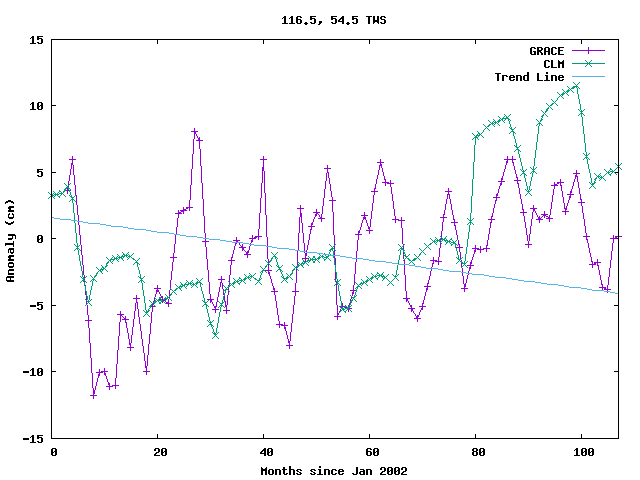 116.5, 54.5 TWS
GRACE
CLM
Trend Line
15
10
5
0
-5
-10
-15
Anomaly (cm)
0 20 40 60 80 100
Months since Jan 2002